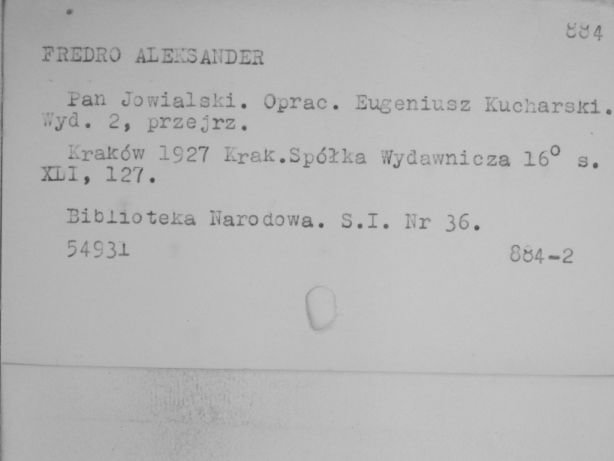 884
FREDRO ALEKSANDER
Pan Jowialski. Oprac. Eugeniusz Kucharski.
Wyd. 2, przejrz.
Kraków 1927 Krak.Spółka Wydawnicza 16° s.
XLI, 127.
Biblioteka Narodowa. S.I. Nr 36.
54931 884-2